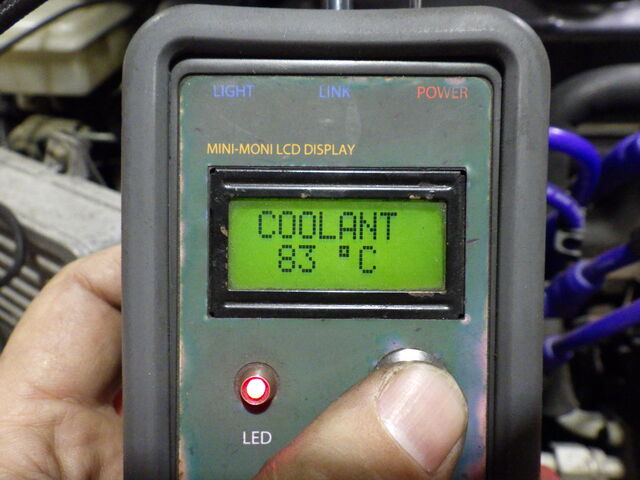 LIGHT LINK POWER
MINI-MONI LCD DISPLAY
COOLANT
83 °C
LED